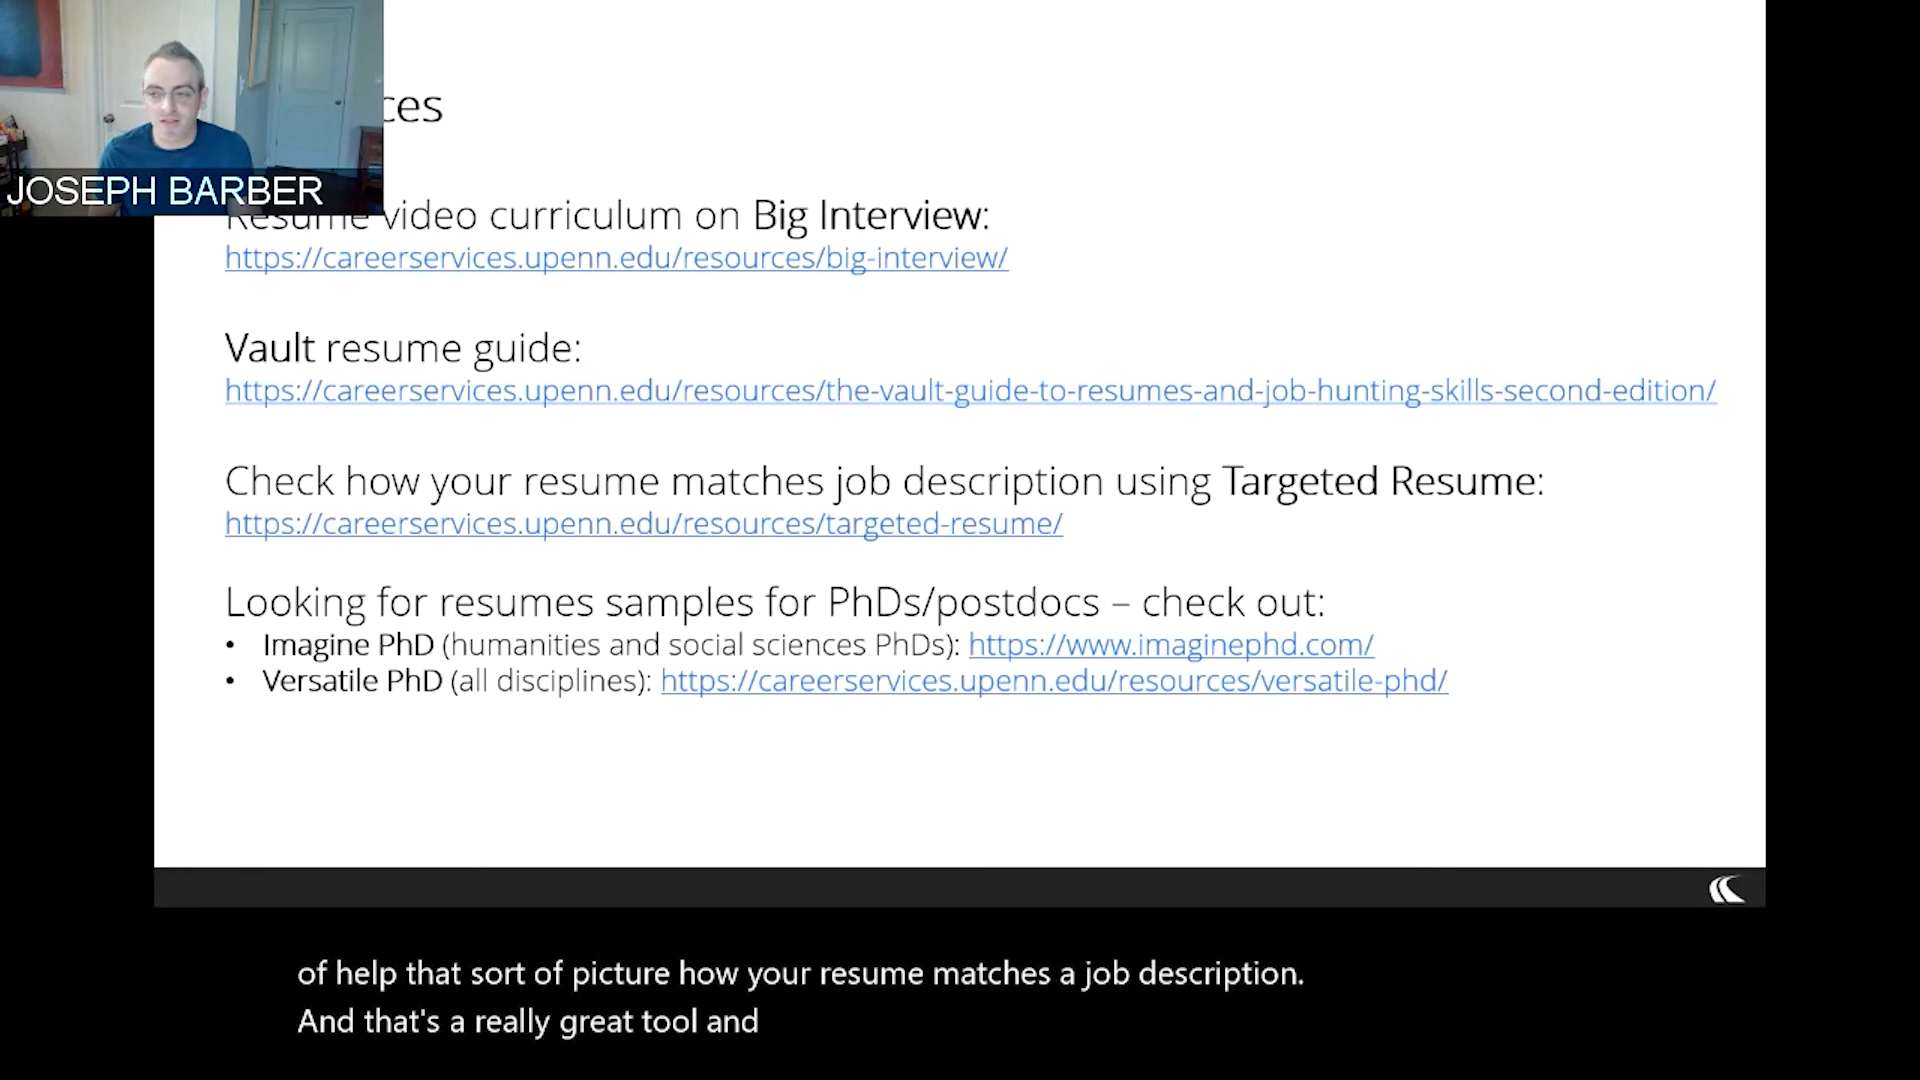 ces
JOSEPH BARBER
Resume video curriculum on Big Interview:
https://careerservices.upenn.edu/resources/big-interview/
Vault resume guide:
https://careerservices.upenn.edu/resources/the-vault-guide-to-resumes-and-job-hunting-skills-second-edition/
Check how your resume matches job description using Targeted Resume:
https://careerservices.upenn.edu/resources/targeted-resume/
Looking for resumes samples for PhDs/postdocs – check out:
• Imagine PhD (humanities and social sciences PhDs): https://www.imaginephd.com/
• Versatile PhD (all disciplines): https://careerservices.upenn.edu/resources/versatile-phd/
of help that sort of picture how your resume matches a job description.
And that's a really great tool and